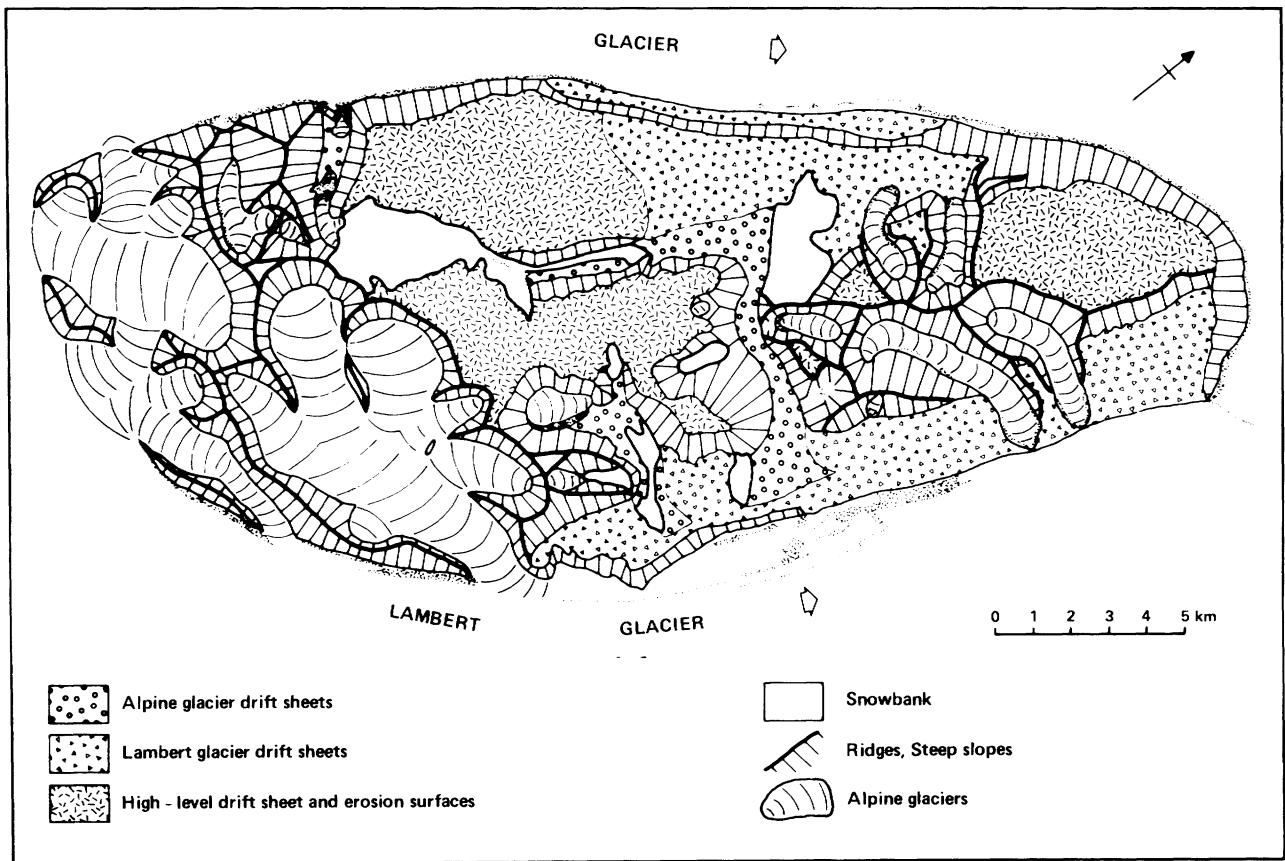 GLACIER
LAMBERT GLACIER
0 1 2 3 4 5 km
Alpine glacier drift sheets
Lambert glacier drift sheets
High - level drift sheet and erosion surfaces
Snowbank
Ridges, Steep slopes
Alpine glaciers